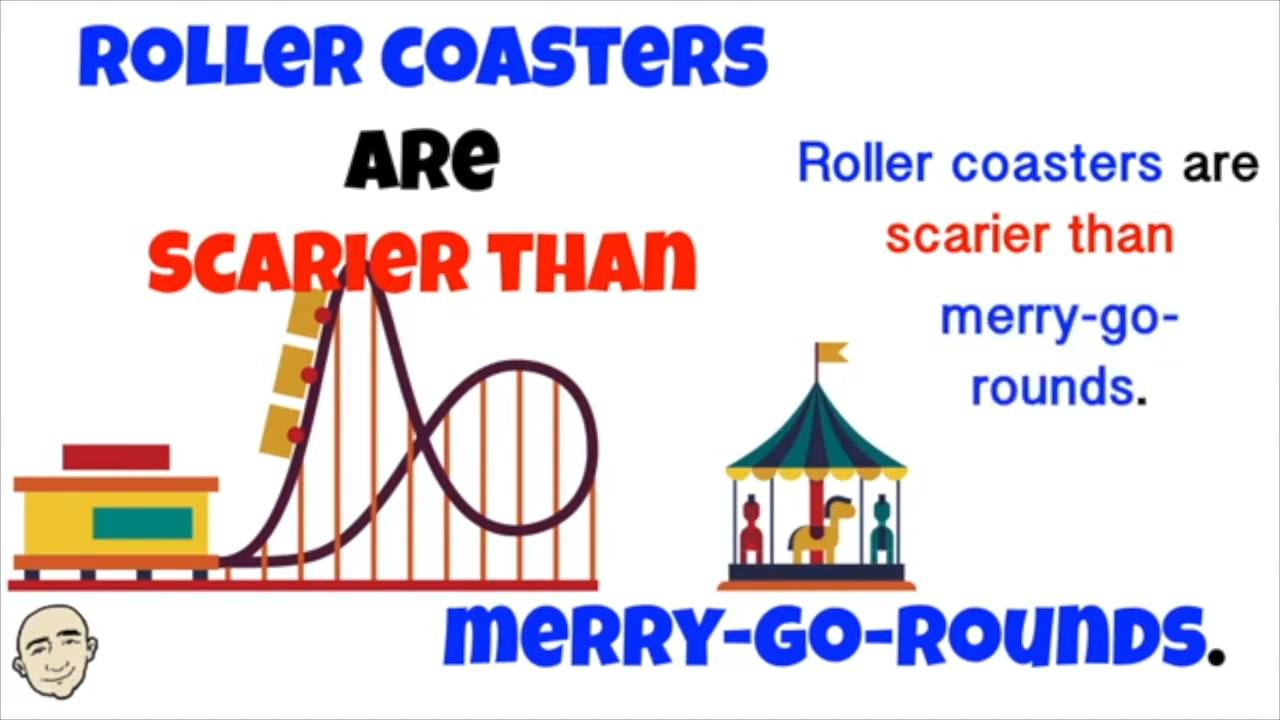 ROLLER COASTERS
ARE
SCARIER THAN
MERRY-GO-ROUNDS.
Roller coasters are
scarier than
merry-go-
rounds.